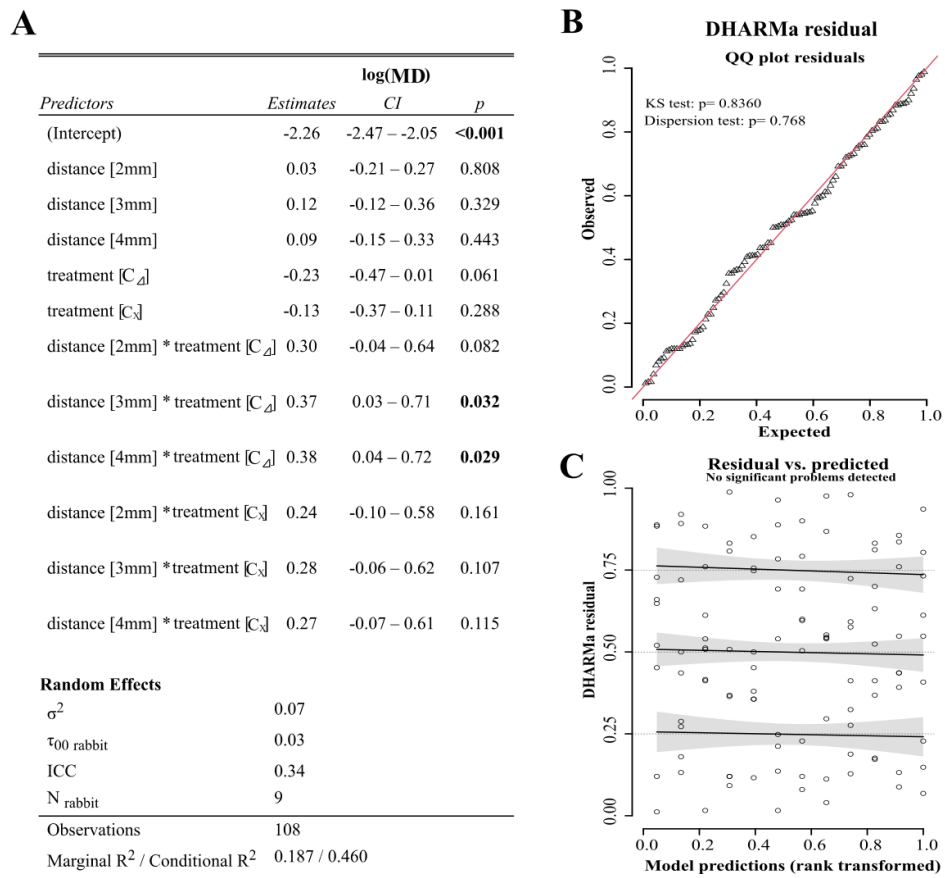 A
log(MD)
Predictors Estimates CI p
(Intercept) -2.26 -2.47 – -2.05 <0.001
distance [2mm] 0.03 -0.21 – 0.27 0.808
distance [3mm] 0.12 -0.12 – 0.36 0.329
distance [4mm] 0.09 -0.15 – 0.33 0.443
treatment [C⊿] -0.23 -0.47 – 0.01 0.061
treatment [Cx] -0.13 -0.37 – 0.11 0.288
distance [2mm] * treatment [C⊿] 0.30 -0.04 – 0.64 0.082
distance [3mm] * treatment [C⊿] 0.37 0.03 – 0.71 0.032
distance [4mm] * treatment [C⊿] 0.38 0.04 – 0.72 0.029
distance [2mm] * treatment [Cx] 0.24 -0.10 – 0.58 0.161
distance [3mm] * treatment [Cx] 0.28 -0.06 – 0.62 0.107
distance [4mm] * treatment [Cx] 0.27 -0.07 – 0.61 0.115
Random Effects
σ2 0.07
τ00 rabbit 0.03
ICC 0.34
N rabbit 9
Observations 108
Marginal R2 / Conditional R2 0.187 / 0.460
B
DHARMa residual
QQ plot residuals
KS test: p= 0.8360
Dispersion test: p= 0.768
Observed
1.0
0.8
0.6
0.4
0.2
0.0
0.0 0.2 0.4 0.6 0.8 1.0
Expected
C
Residual vs. predicted
No significant problems detected
DHARMa residual
1.00
0.75
0.50
0.25
0.00
0.0 0.2 0.4 0.6 0.8 1.0
Model predictions (rank transformed)